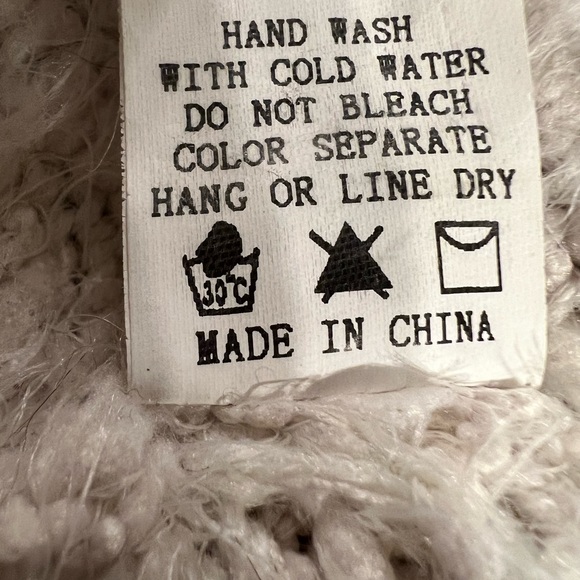 HAND WASH
WITH COLD WATER
DO NOT BLEACH
COLOR SEPARATE
HANG OR LINE DRY
30°C
MADE IN CHINA